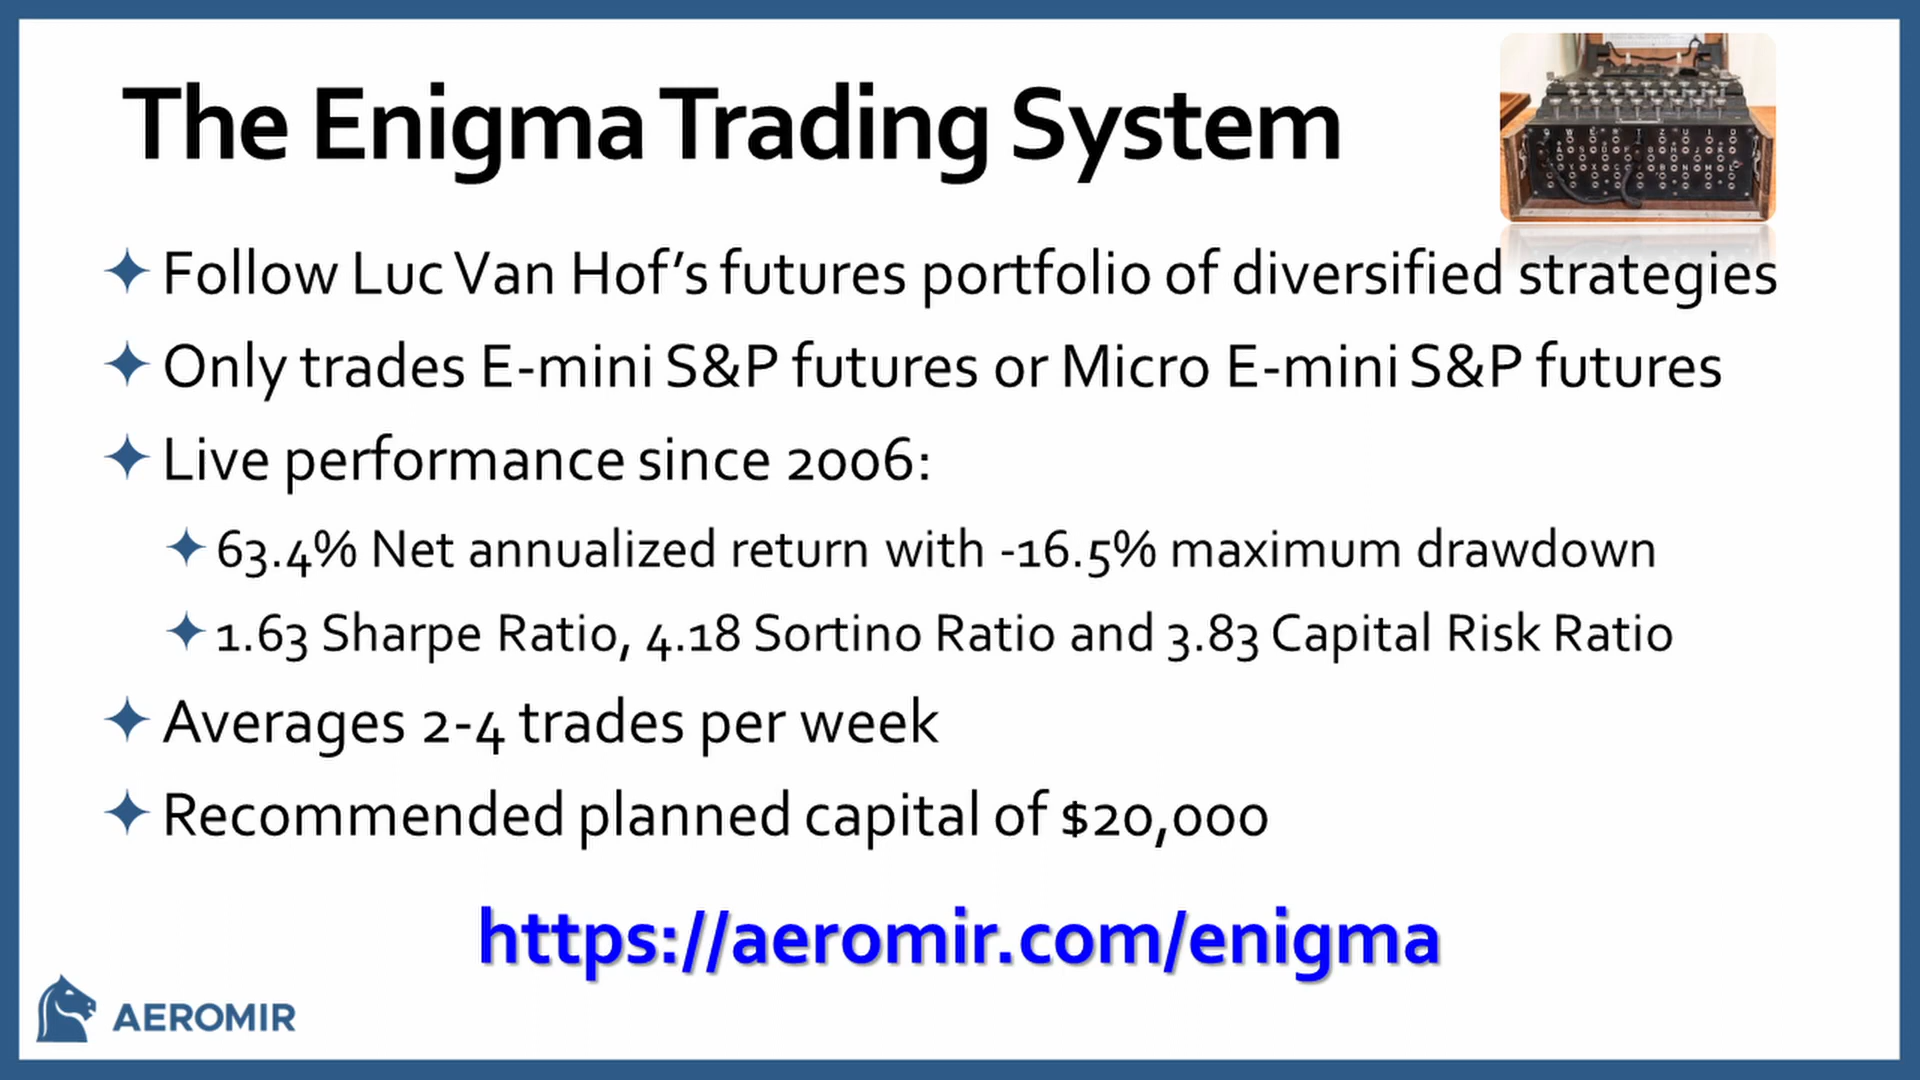 The Enigma Trading System
Follow Luc Van Hof’s futures portfolio of diversified strategies
Only trades E-mini S&P futures or Micro E-mini S&P futures
Live performance since 2006:
63.4% Net annualized return with -16.5% maximum drawdown
1.63 Sharpe Ratio, 4.18 Sortino Ratio and 3.83 Capital Risk Ratio
Averages 2-4 trades per week
Recommended planned capital of $20,000
https://aeromir.com/enigma
AEROMIR